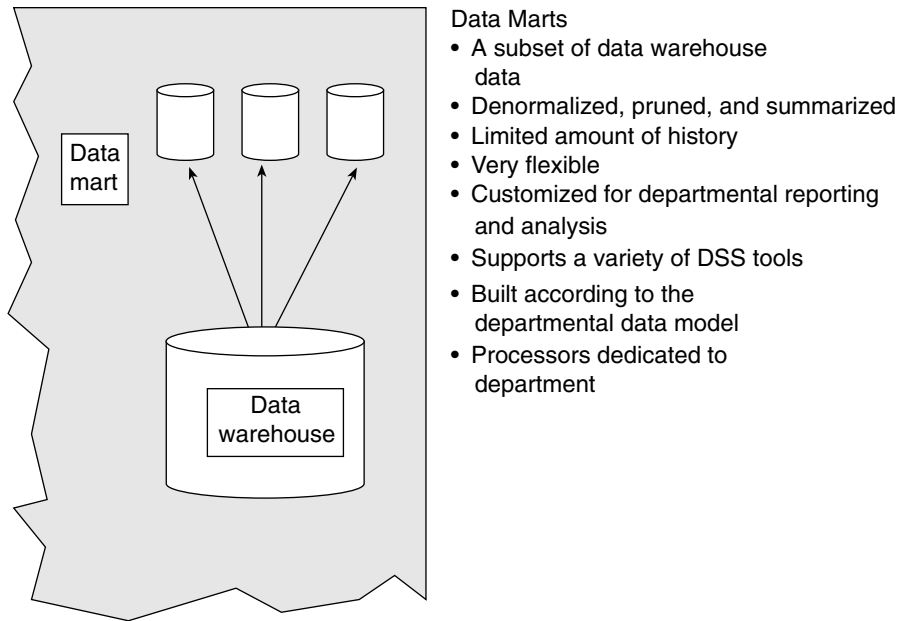 Data
mart
Data
warehouse
Data Marts
• A subset of data warehouse
data
• Denormalized, pruned, and summarized
• Limited amount of history
• Very flexible
• Customized for departmental reporting
and analysis
• Supports a variety of DSS tools
• Built according to the
departmental data model
• Processors dedicated to
department